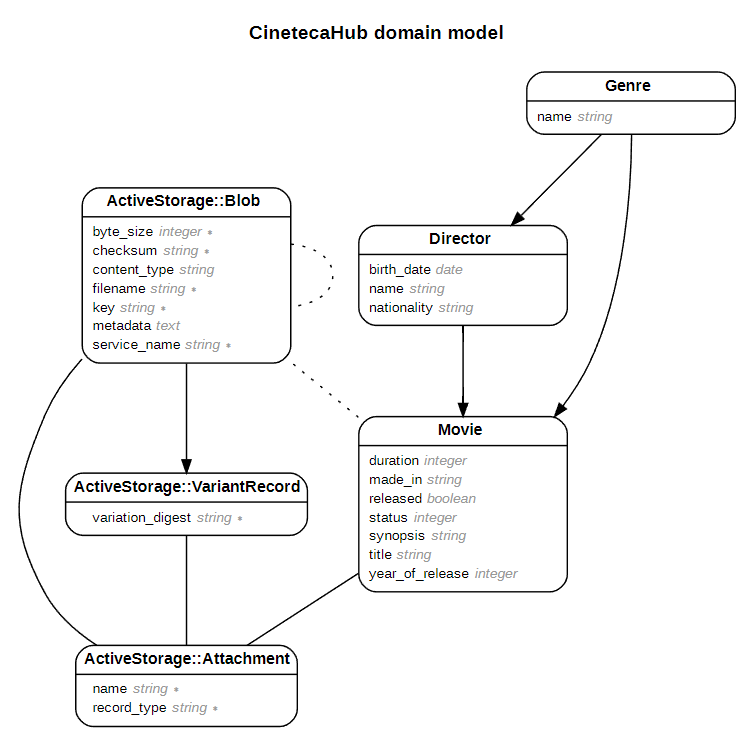 CinetecaHub domain model
Genre
name string
ActiveStorage::Blob
byte_size integer *
checksum string *
content_type string
filename string *
key string *
metadata text
service_name string *
Director
birth_date date
name string
nationality string
Movie
duration integer
made_in string
released boolean
status integer
synopsis string
title string
year_of_release integer
ActiveStorage::VariantRecord
variation_digest string *
ActiveStorage::Attachment
name string *
record_type string *